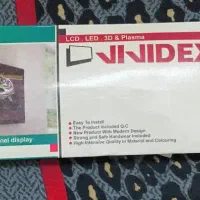 LCD LED 3D & Plasma
VIVIDEX
Easy To Install
The Product Included Q.C
New Product With Modern Design
Strong and Safe Hardwear Included
High Intensive Quality in Material and Colouring
nel display